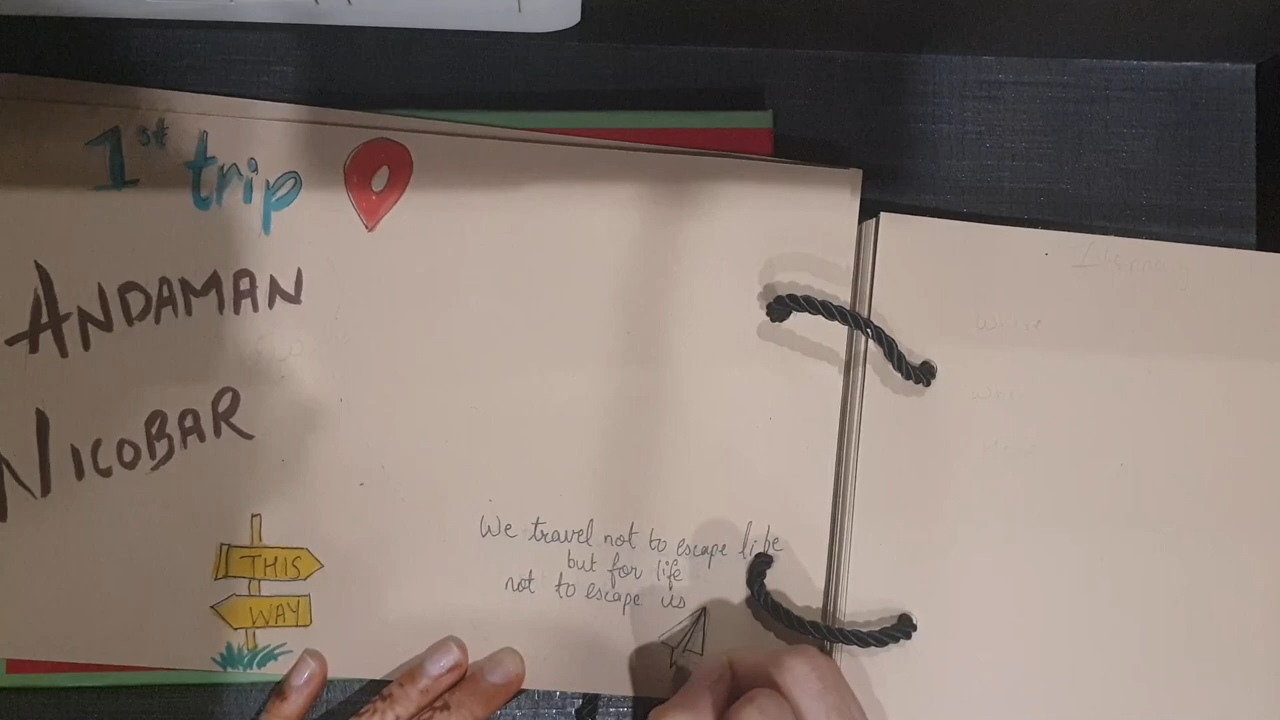 1st trip
ANDAMAN
NICOBAR
THIS
WAY
We travel not to escape life
but for life
not to escape us
Where